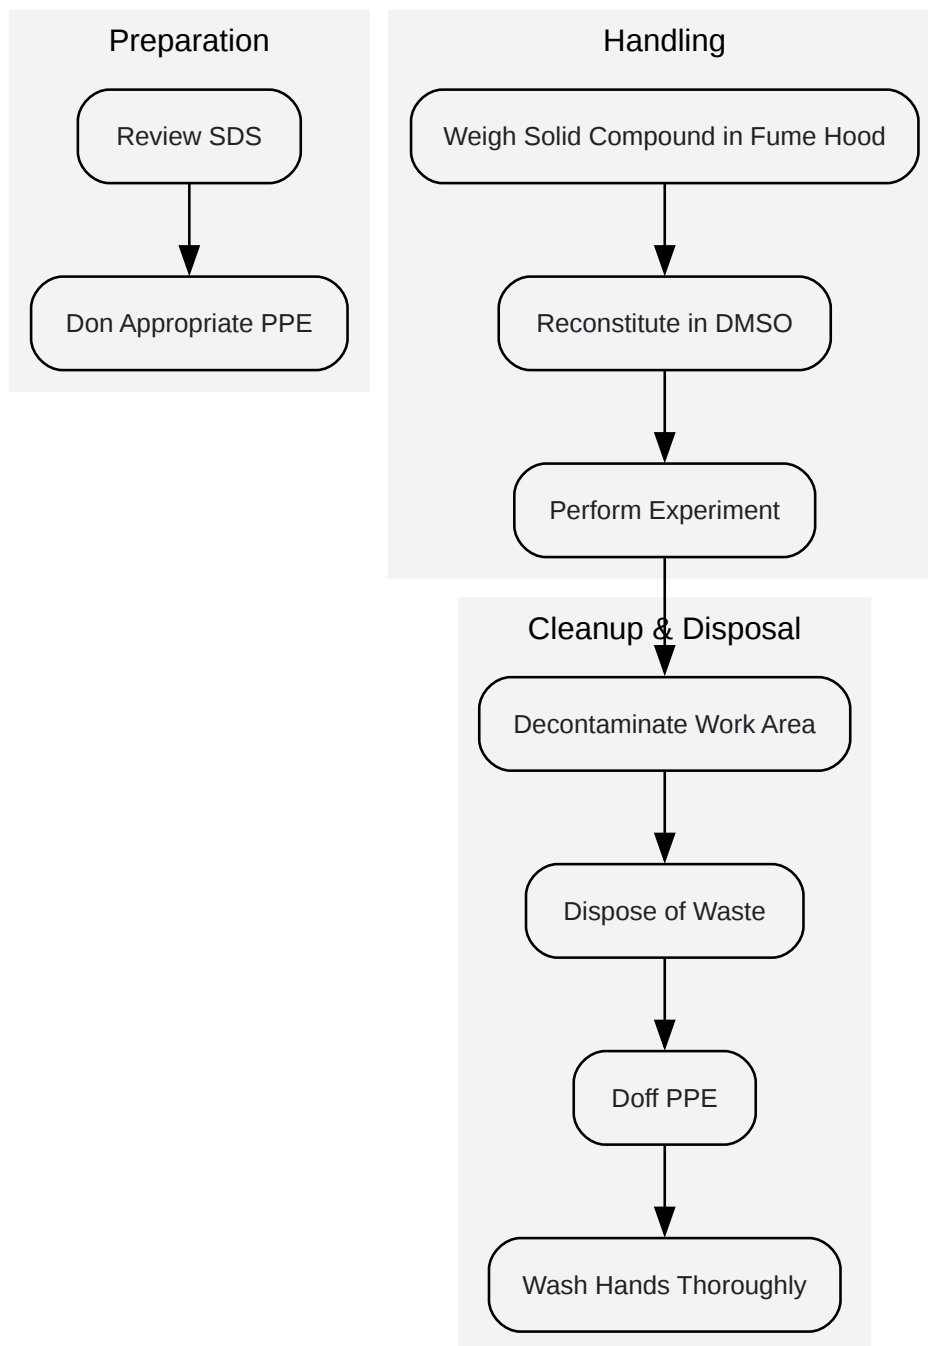 Preparation
Review SDS
Don Appropriate PPE
Handling
Weigh Solid Compound in Fume Hood
Reconstitute in DMSO
Perform Experiment
Cleanup & Disposal
Decontaminate Work Area
Dispose of Waste
Doff PPE
Wash Hands Thoroughly